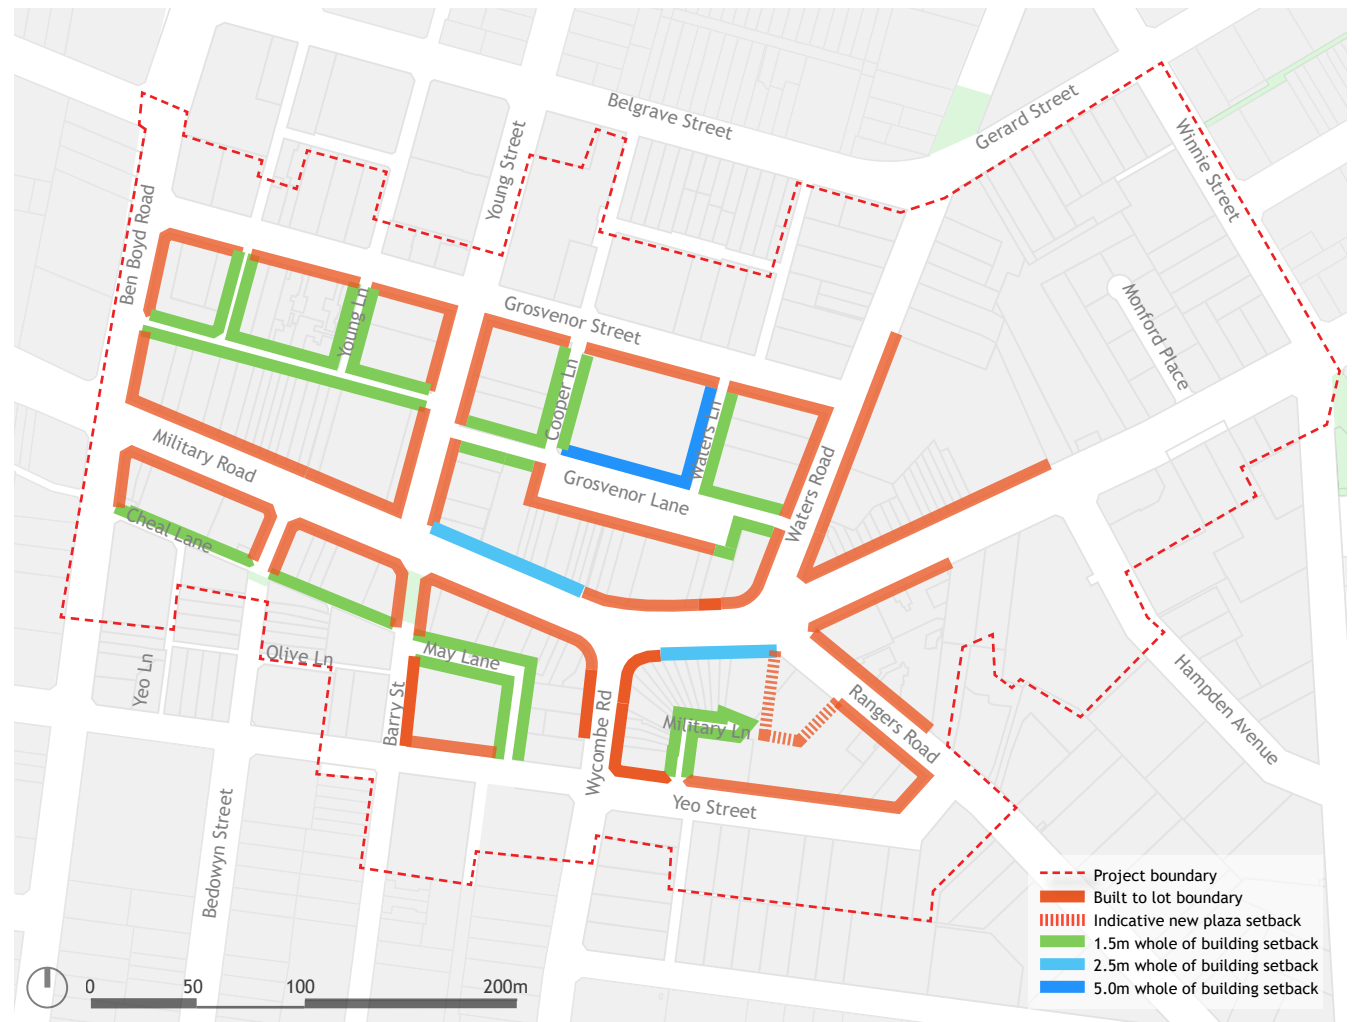 Belgrave Street
Gerard Street
Winnie Street
Young Street
Ben Boyd Road
Monford Place
Grosvenor Street
Young Ln
Cooper Ln
Waters Ln
Military Road
Grosvenor Lane
Waters Road
Cheal Lane
Olive Ln
May Lane
Yeo Ln
Barry St
Wycombe Rd
Military Ln
Rangers Road
Hampden Avenue
Yeo Street
Bedowyn Street
Project boundary
Built to lot boundary
Indicative new plaza setback
1.5m whole of building setback
2.5m whole of building setback
5.0m whole of building setback
0 50 100 200m